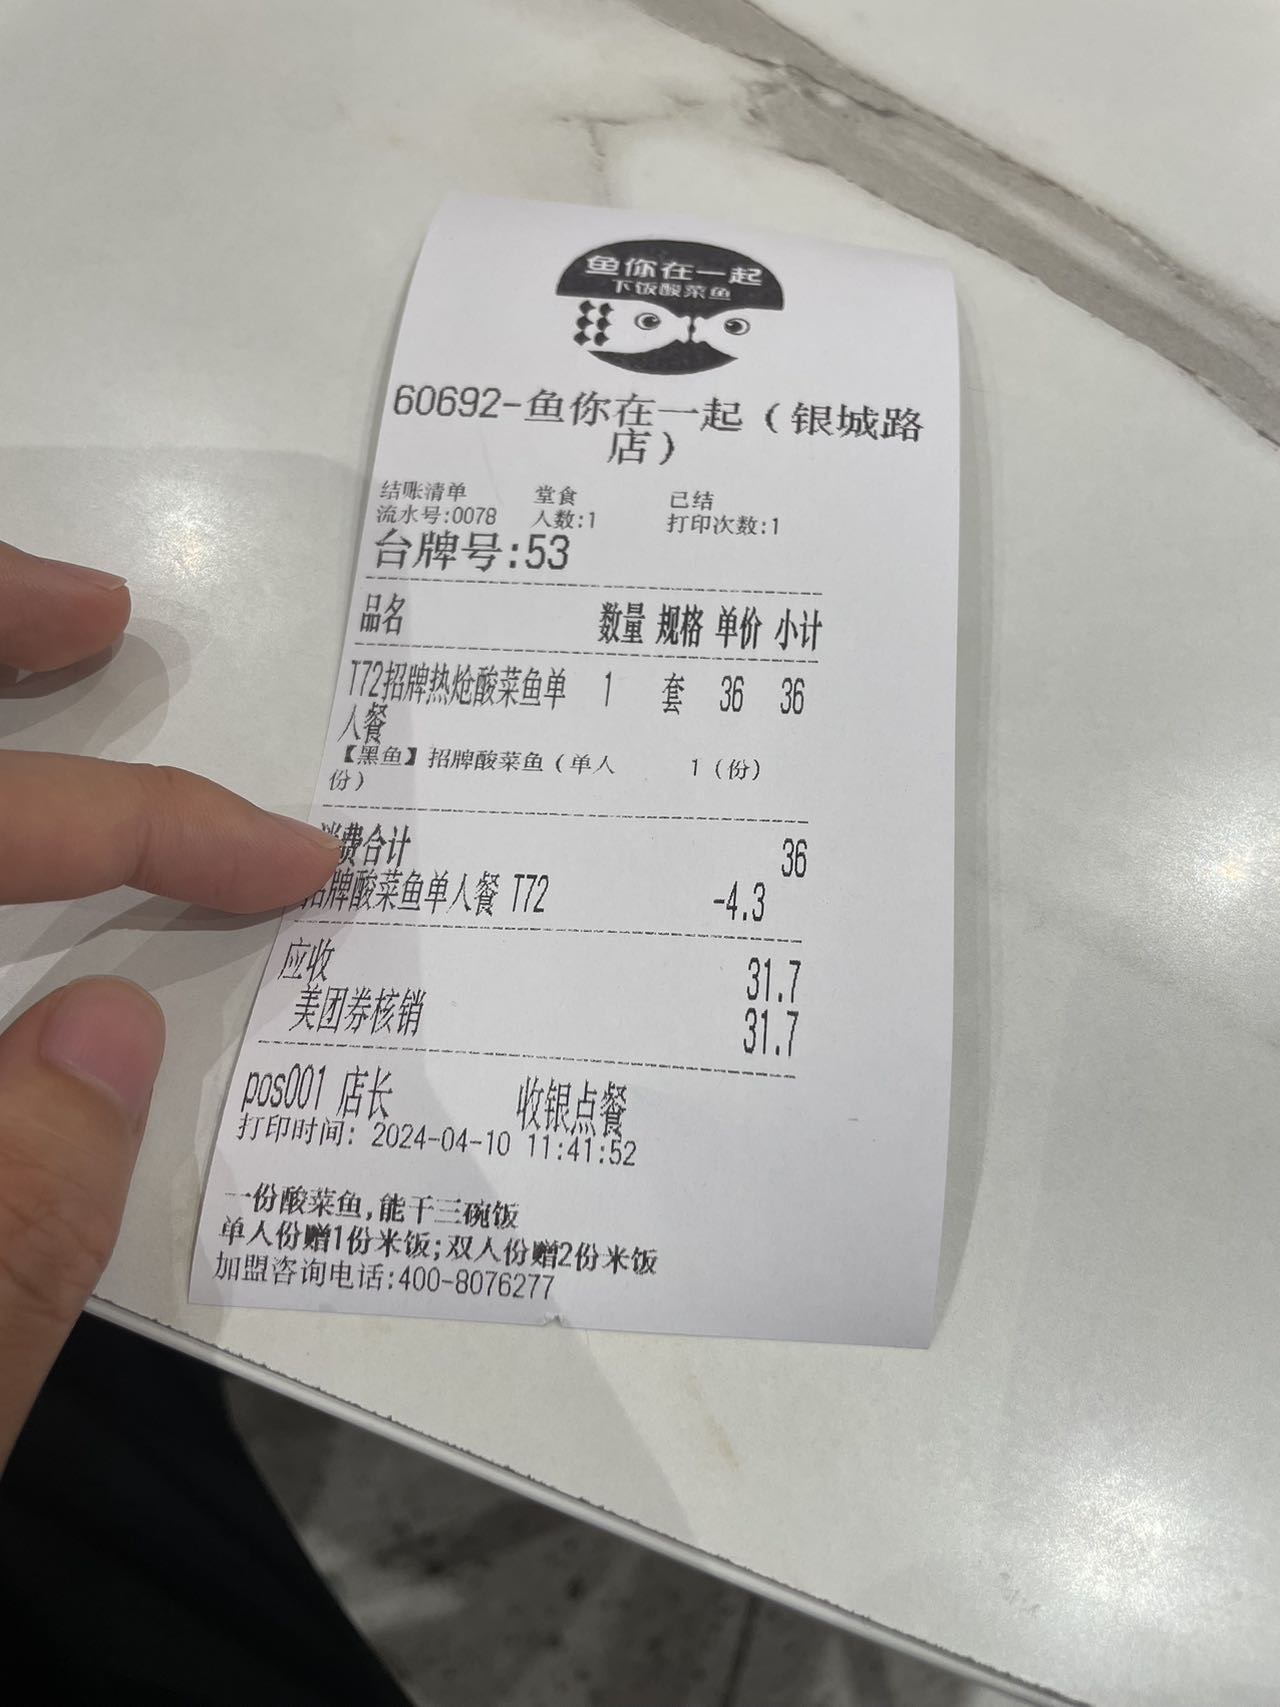 鱼你在一起
下饭酸菜鱼
60692-鱼你在一起（银城路
店）
结账清单 堂食 已结
流水号:0078 人数:1 打印次数:1
台牌号:53
品名 数量 规格 单价 小计
T72招牌热炝酸菜鱼单 1 套 36 36
人餐
【黑鱼】招牌酸菜鱼（单人 1（份）
份）
消费合计 36
招牌酸菜鱼单人餐 T72 -4.3
应收 31.7
美团券核销 31.7
pos001 店长 收银点餐
打印时间: 2024-04-10 11:41:52
一份酸菜鱼,能干三碗饭
单人份赠1份米饭;双人份赠2份米饭
加盟咨询电话:400-8076277